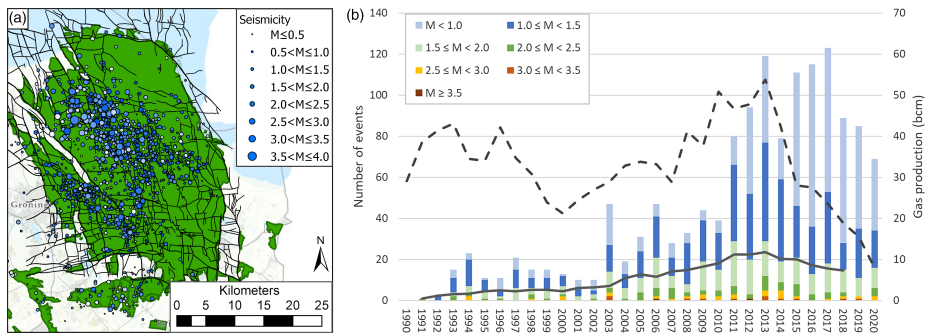 (a)
Seismicity
M≤0.5
0.5<M≤1.0
1.0<M≤1.5
1.5<M≤2.0
2.0<M≤2.5
2.5<M≤3.0
3.0<M≤3.5
3.5<M≤4.0
Groning
N
Kilometers
0 5 10 15 20 25
(b)
140
120
100
80
60
40
20
0
Number of events
M < 1.0
1.0 ≤ M < 1.5
1.5 ≤ M < 2.0
2.0 ≤ M < 2.5
2.5 ≤ M < 3.0
3.0 ≤ M < 3.5
M ≥ 3.5
70
60
50
40
30
20
10
0
Gas production (bcm)
1990 1991 1992 1993 1994 1995 1996 1997 1998 1999 2000 2001 2002 2003 2004 2005 2006 2007 2008 2009 2010 2011 2012 2013 2014 2015 2016 2017 2018 2019 2020